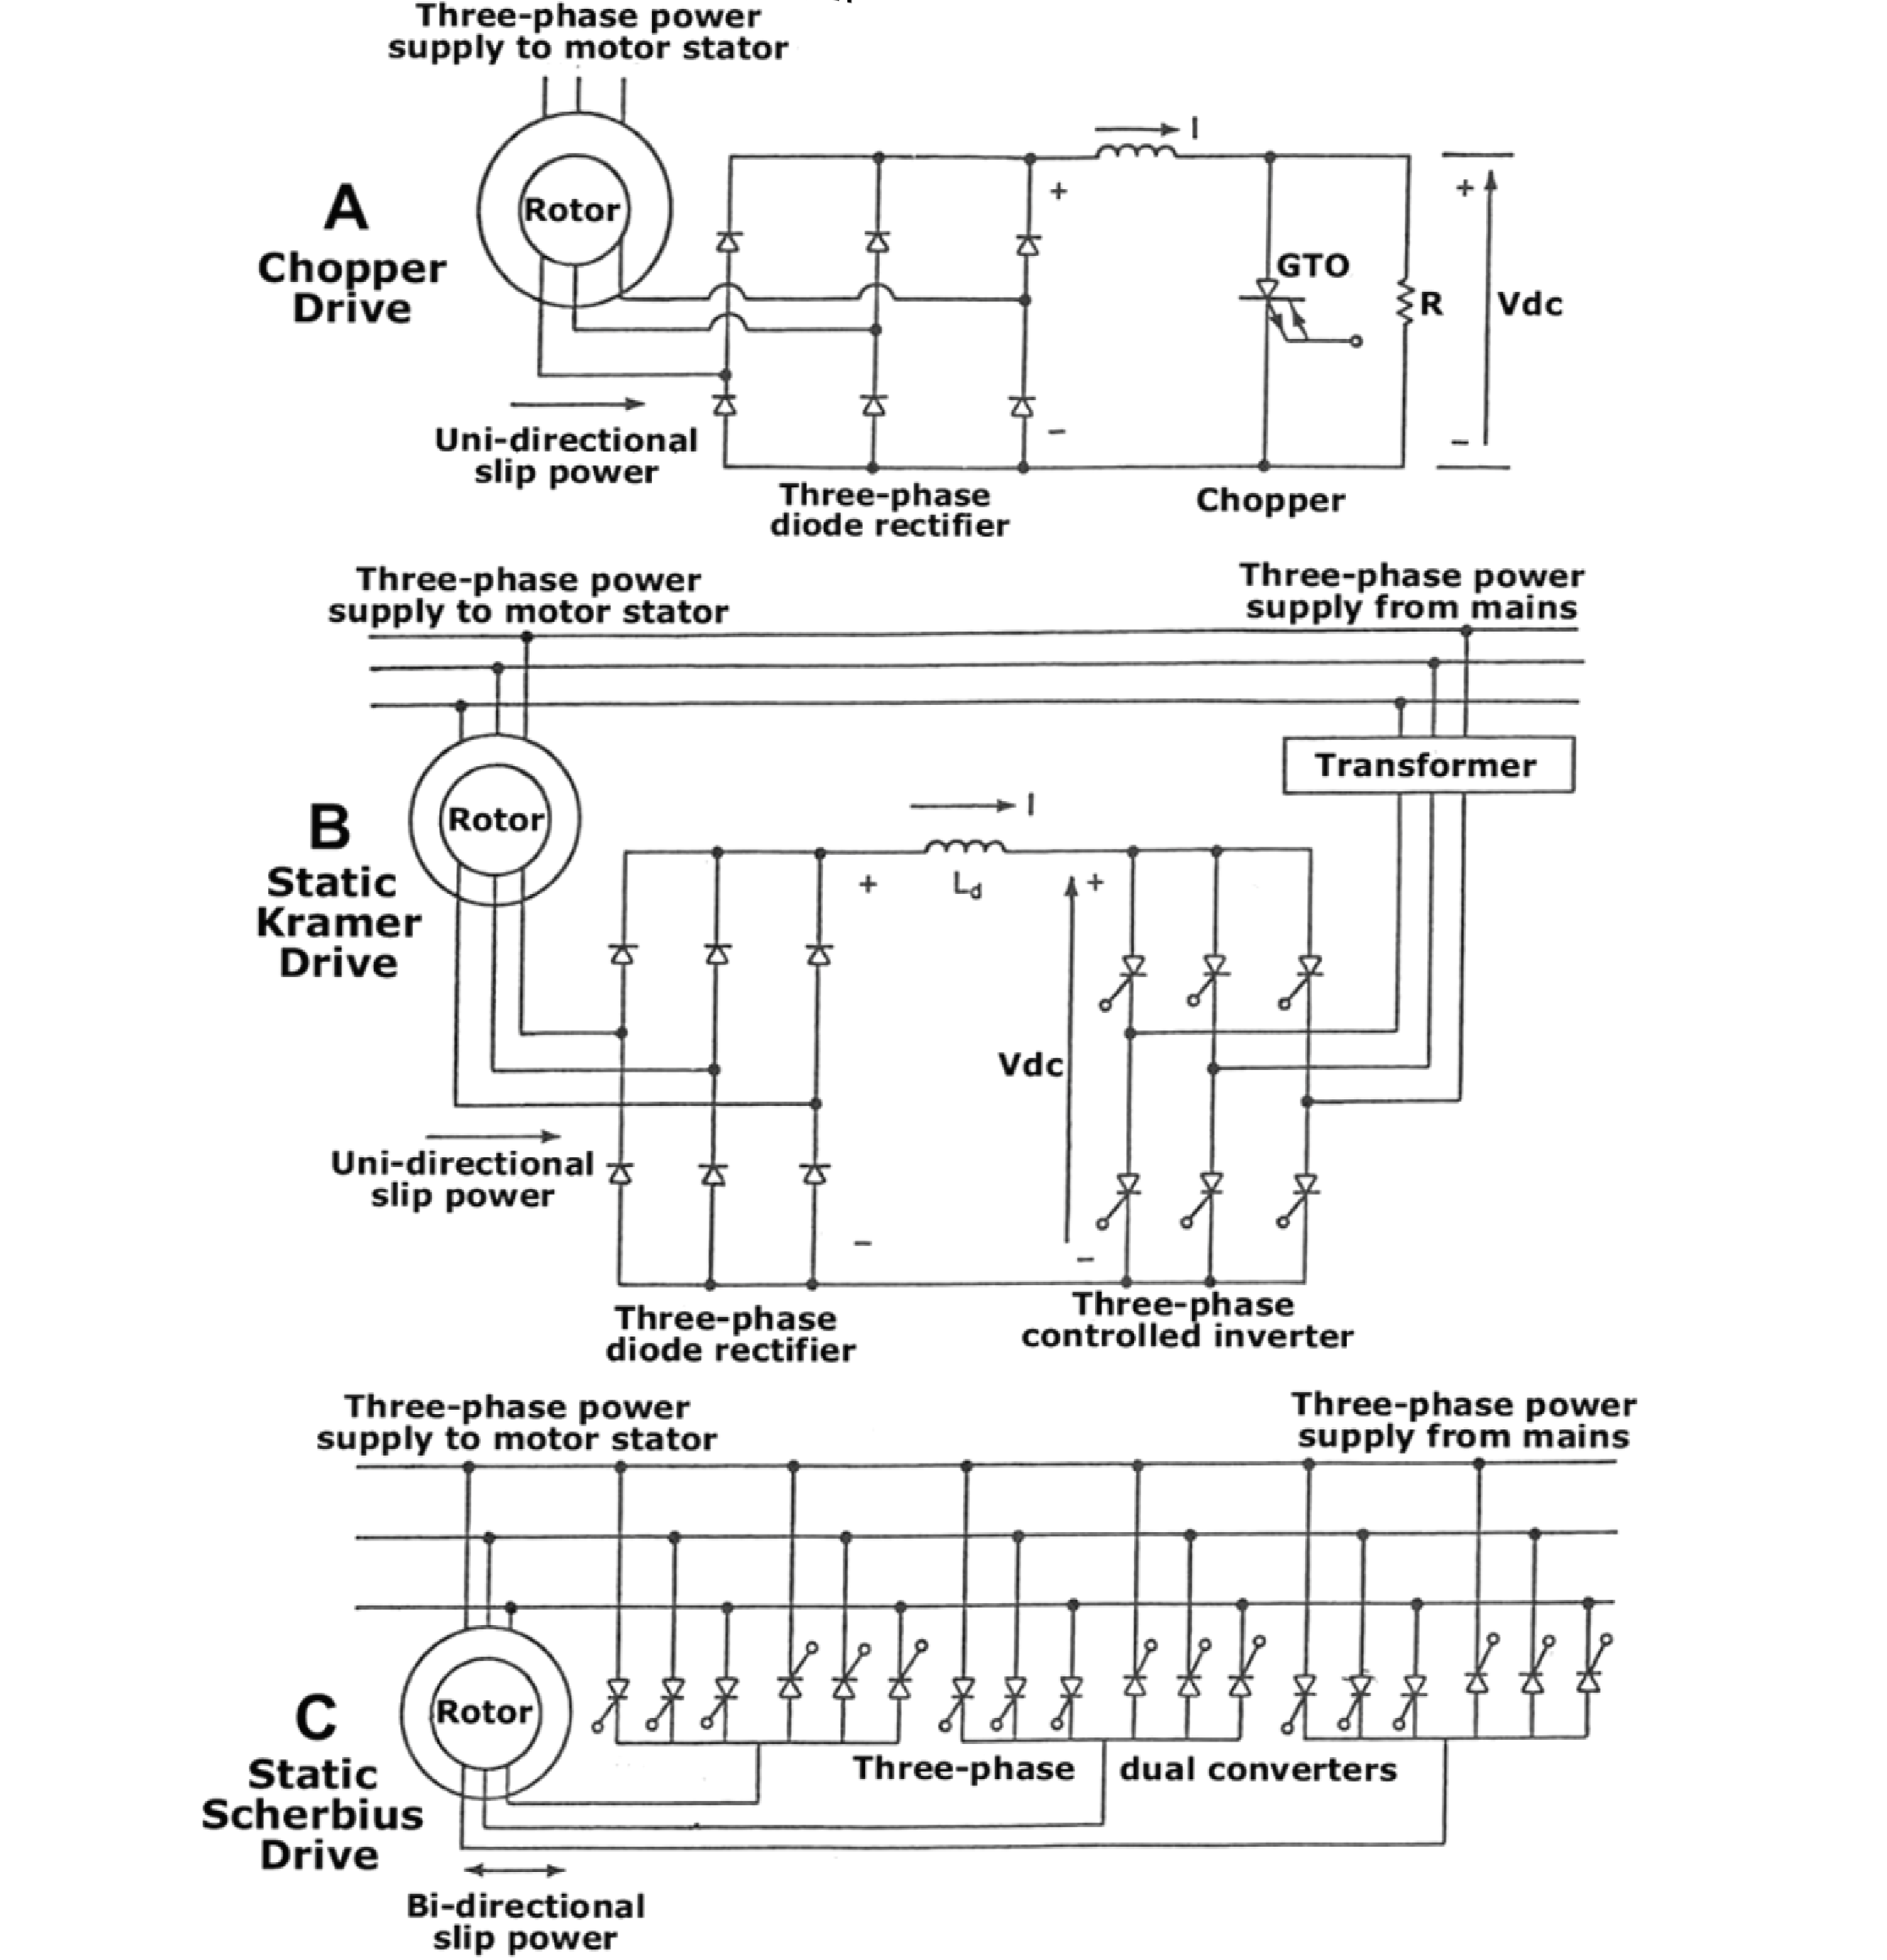 Three-phase power
supply to motor stator
I
+
+
A
Rotor
Chopper
Drive
GTO
R
Vdc
Uni-directional
slip power
−
−
Three-phase
diode rectifier
Chopper
Three-phase power
supply to motor stator
Three-phase power
supply from mains
Transformer
I
B
Rotor
Static
Kramer
Drive
+
Ld
+
Vdc
Uni-directional
slip power
−
−
Three-phase
diode rectifier
Three-phase
controlled inverter
Three-phase power
supply to motor stator
Three-phase power
supply from mains
C
Rotor
Static
Scherbius
Drive
Three-phase dual converters
Bi-directional
slip power